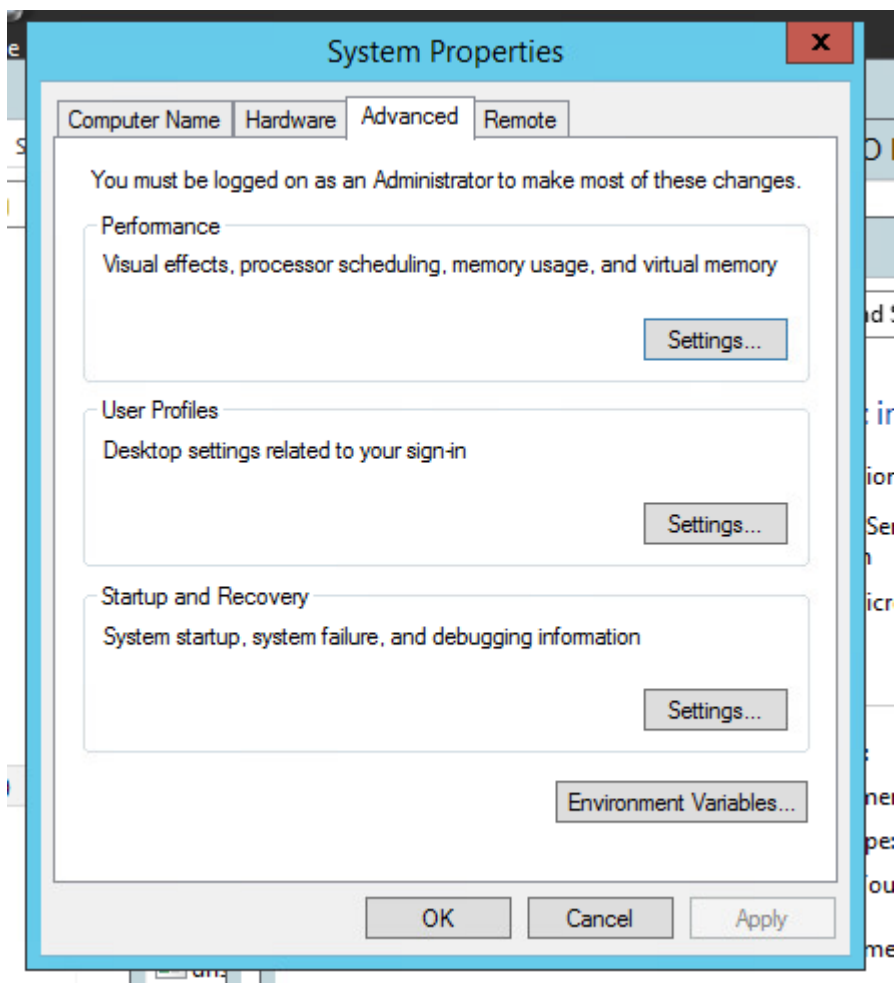 System Properties
x
Computer Name
Hardware
Advanced
Remote
You must be logged on as an Administrator to make most of these changes.
Performance
Visual effects, processor scheduling, memory usage, and virtual memory
Settings...
User Profiles
Desktop settings related to your sign-in
Settings...
Startup and Recovery
System startup, system failure, and debugging information
Settings...
Environment Variables...
OK
Cancel
Apply